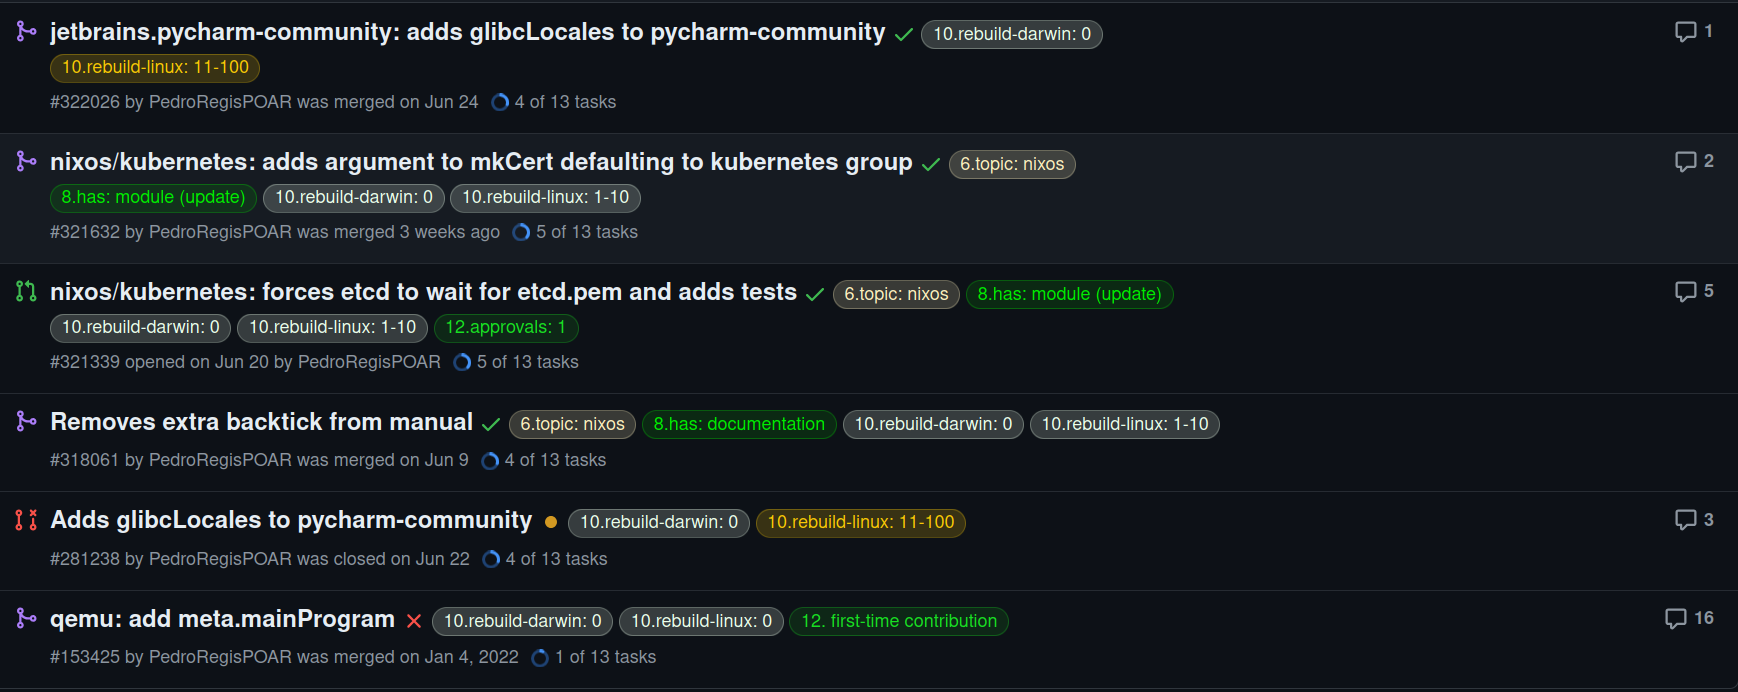 jetbrains.pycharm-community: adds glibcLocales to pycharm-community 10.rebuild-darwin: 0 1
10.rebuild-linux: 11-100
#322026 by PedroRegisPOAR was merged on Jun 24 4 of 13 tasks
nixos/kubernetes: adds argument to mkCert defaulting to kubernetes group 6.topic: nixos 2
8.has: module (update) 10.rebuild-darwin: 0 10.rebuild-linux: 1-10
#321632 by PedroRegisPOAR was merged 3 weeks ago 5 of 13 tasks
nixos/kubernetes: forces etcd to wait for etcd.pem and adds tests 6.topic: nixos 8.has: module (update) 5
10.rebuild-darwin: 0 10.rebuild-linux: 1-10 12.approvals: 1
#321339 opened on Jun 20 by PedroRegisPOAR 5 of 13 tasks
Removes extra backtick from manual 6.topic: nixos 8.has: documentation 10.rebuild-darwin: 0 10.rebuild-linux: 1-10
#318061 by PedroRegisPOAR was merged on Jun 9 4 of 13 tasks
Adds glibcLocales to pycharm-community 10.rebuild-darwin: 0 10.rebuild-linux: 11-100 3
#281238 by PedroRegisPOAR was closed on Jun 22 4 of 13 tasks
qemu: add meta.mainProgram 10.rebuild-darwin: 0 10.rebuild-linux: 0 12. first-time contribution 16
#153425 by PedroRegisPOAR was merged on Jan 4, 2022 1 of 13 tasks